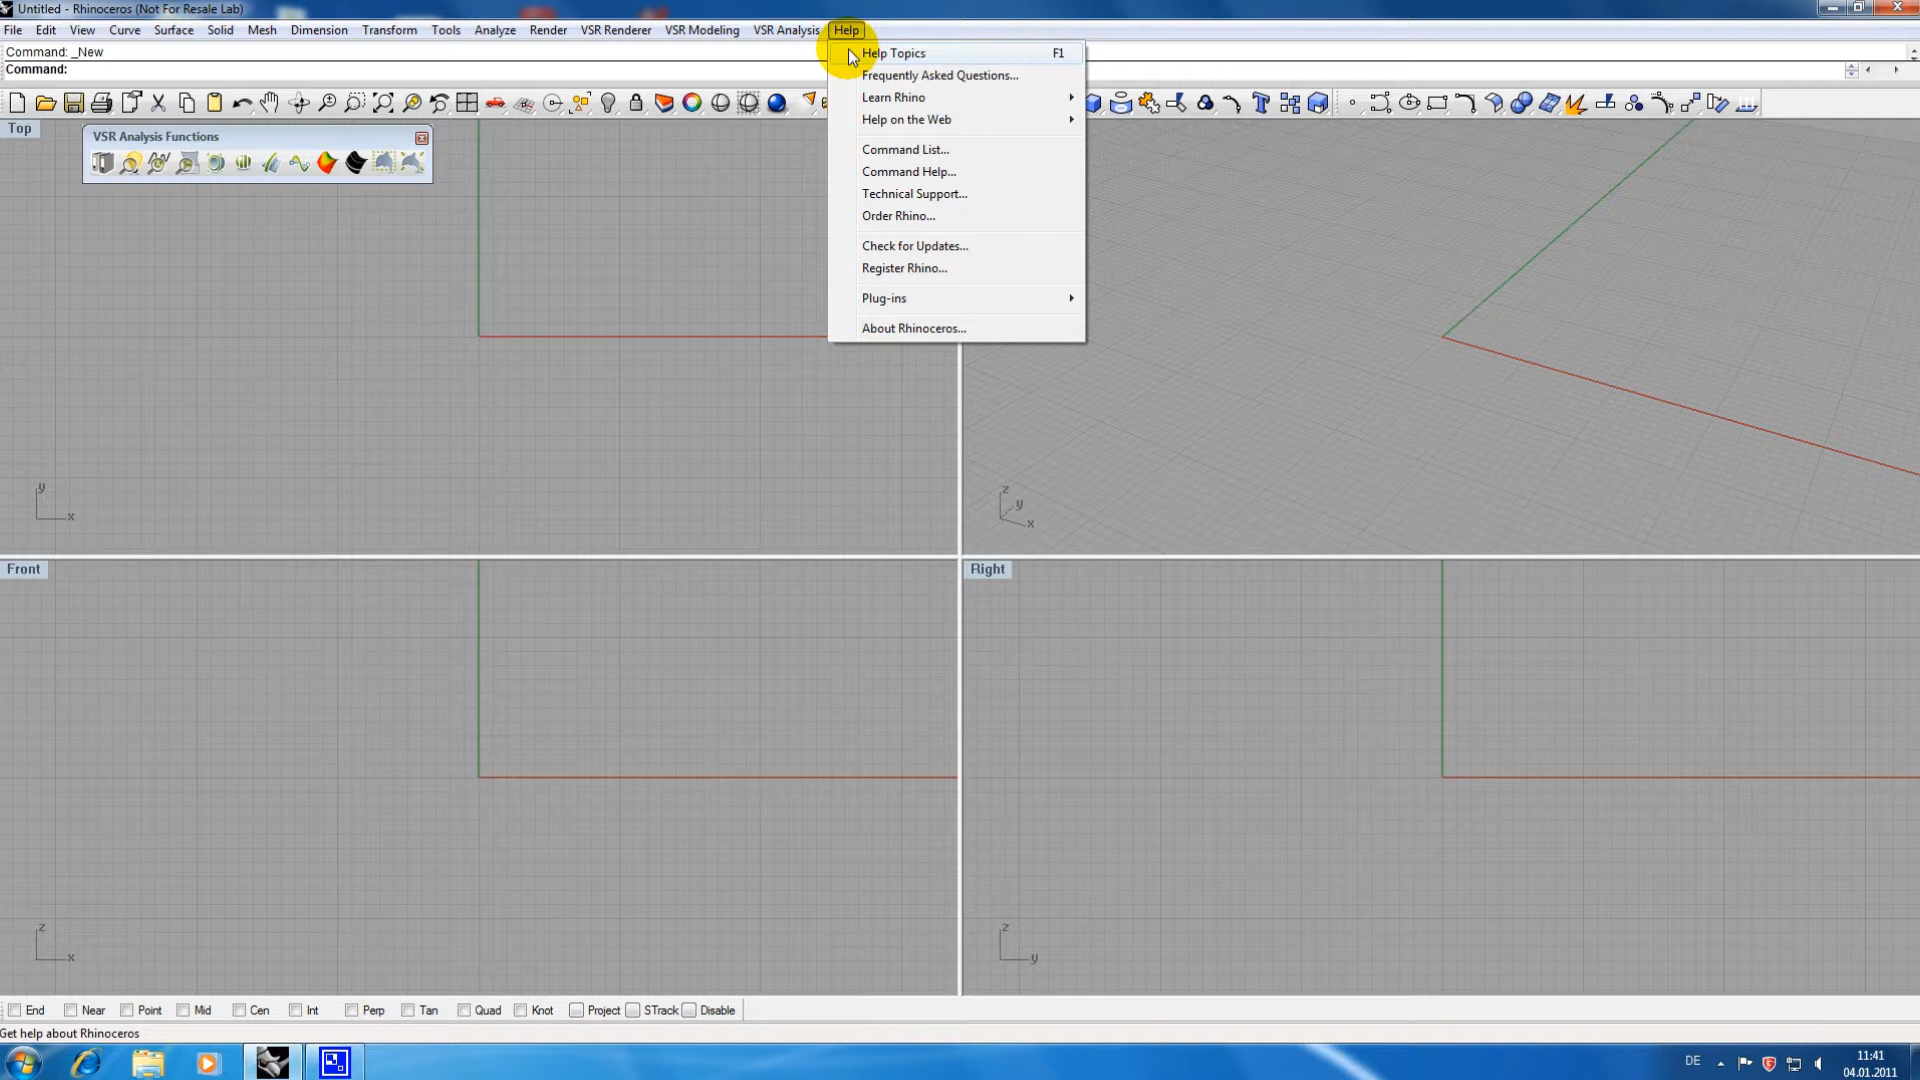 Untitled - Rhinoceros (Not For Resale Lab)
File Edit View Curve Surface Solid Mesh Dimension Transform Tools Analyze Render VSR Renderer VSR Modeling VSR Analysis Help
Command: _New
Command:
Help Topics F1
Frequently Asked Questions...
Learn Rhino
Help on the Web
Command List...
Command Help...
Technical Support...
Order Rhino...
Check for Updates...
Register Rhino...
Plug-ins
About Rhinoceros...
Top
VSR Analysis Functions
y
x
z
y
x
Front
Right
z
x
z
y
End Near Point Mid Cen Int Perp Tan Quad Knot Project STrack Disable
Get help about Rhinoceros
DE
11:41
04.01.2011